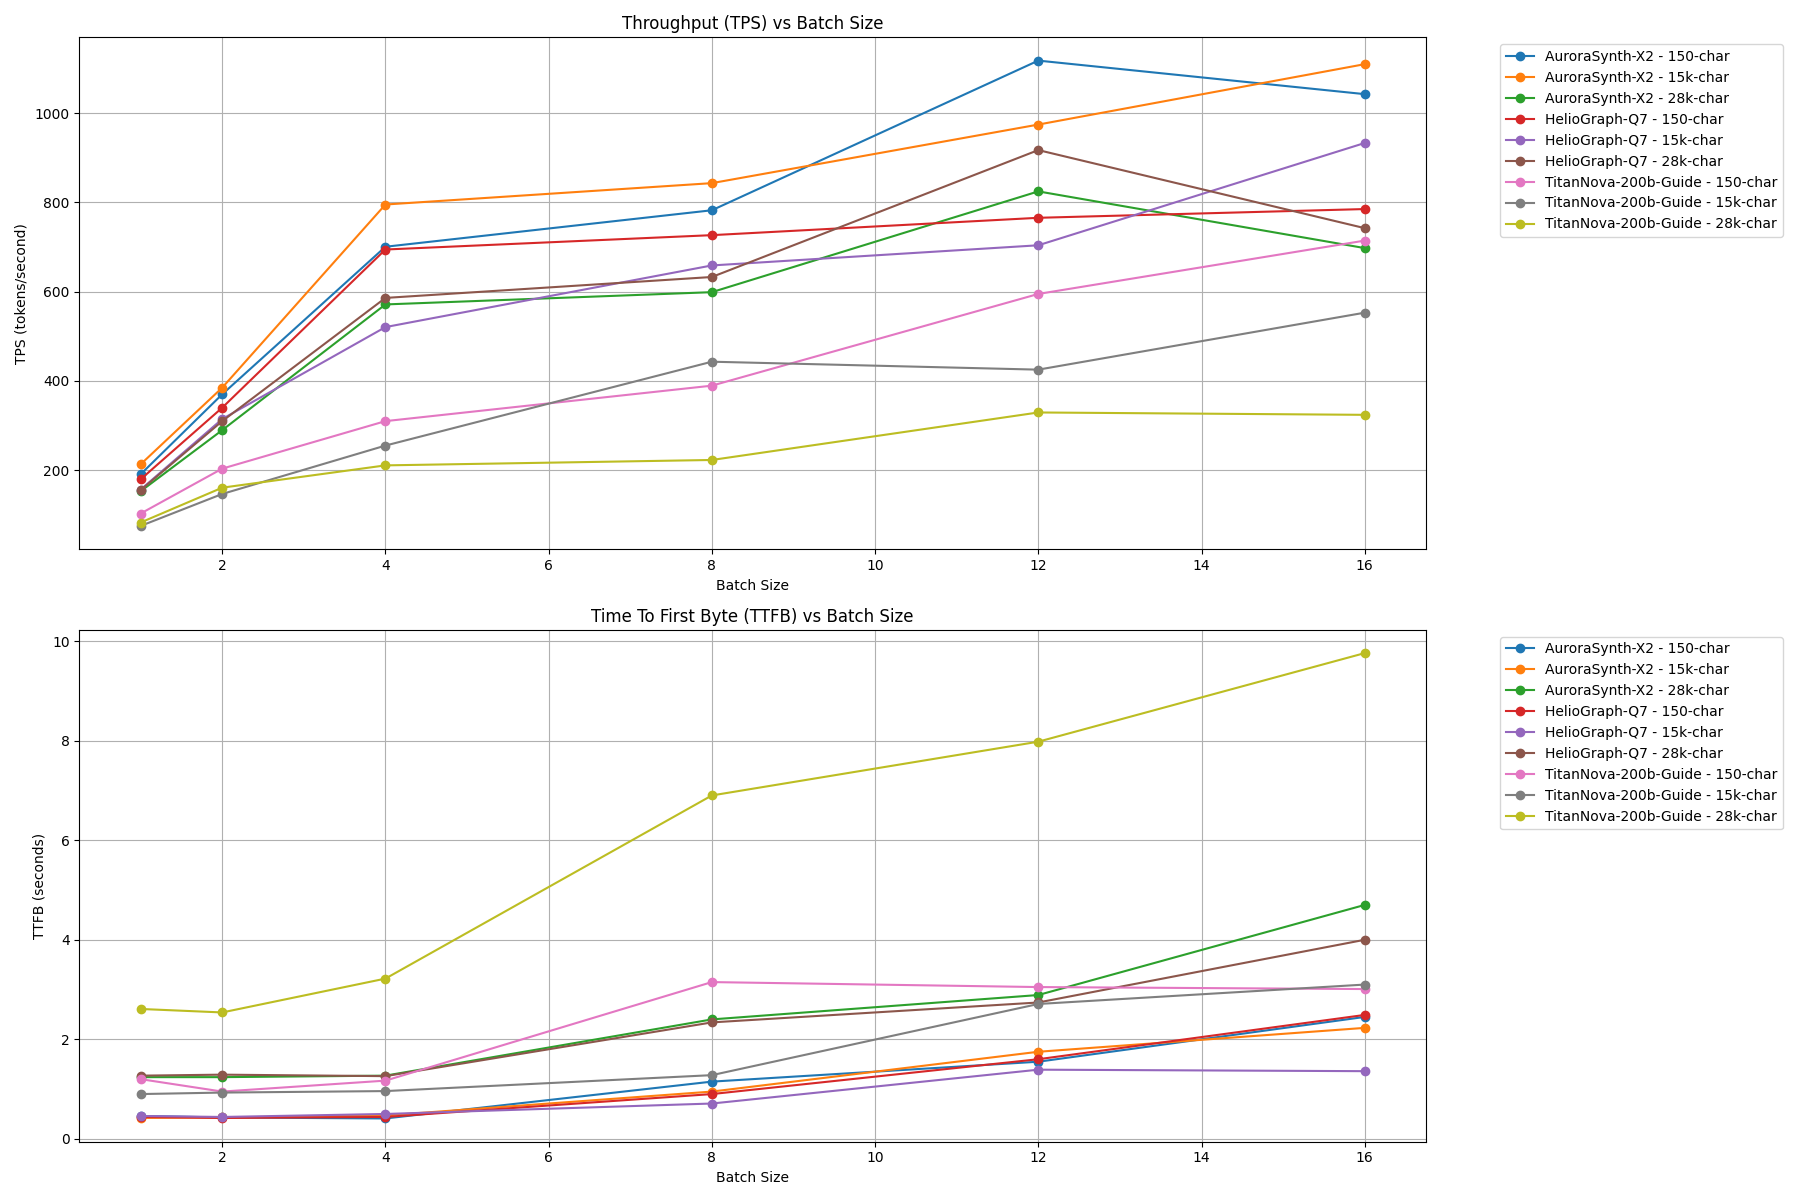 Throughput (TPS) vs Batch Size
TPS (tokens/second)
1000
800
600
400
200
2 4 6 8 10 12 14 16
Batch Size
AuroraSynth-X2 - 150-char
AuroraSynth-X2 - 15k-char
AuroraSynth-X2 - 28k-char
HelioGraph-Q7 - 150-char
HelioGraph-Q7 - 15k-char
HelioGraph-Q7 - 28k-char
TitanNova-200b-Guide - 150-char
TitanNova-200b-Guide - 15k-char
TitanNova-200b-Guide - 28k-char
Time To First Byte (TTFB) vs Batch Size
TTFB (seconds)
10
8
6
4
2
0
2 4 6 8 10 12 14 16
Batch Size
AuroraSynth-X2 - 150-char
AuroraSynth-X2 - 15k-char
AuroraSynth-X2 - 28k-char
HelioGraph-Q7 - 150-char
HelioGraph-Q7 - 15k-char
HelioGraph-Q7 - 28k-char
TitanNova-200b-Guide - 150-char
TitanNova-200b-Guide - 15k-char
TitanNova-200b-Guide - 28k-char